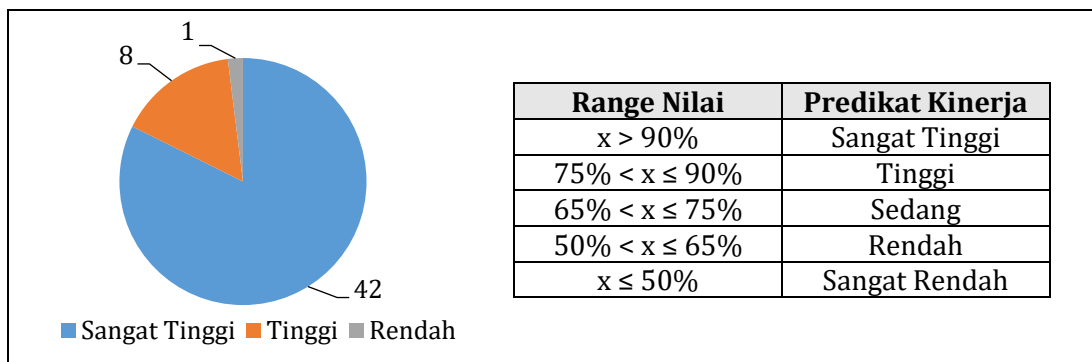 1
8
42
Sangat Tinggi Tinggi Rendah
Range Nilai Predikat Kinerja
x > 90% Sangat Tinggi
75% < x ≤ 90% Tinggi
65% < x ≤ 75% Sedang
50% < x ≤ 65% Rendah
x ≤ 50% Sangat Rendah